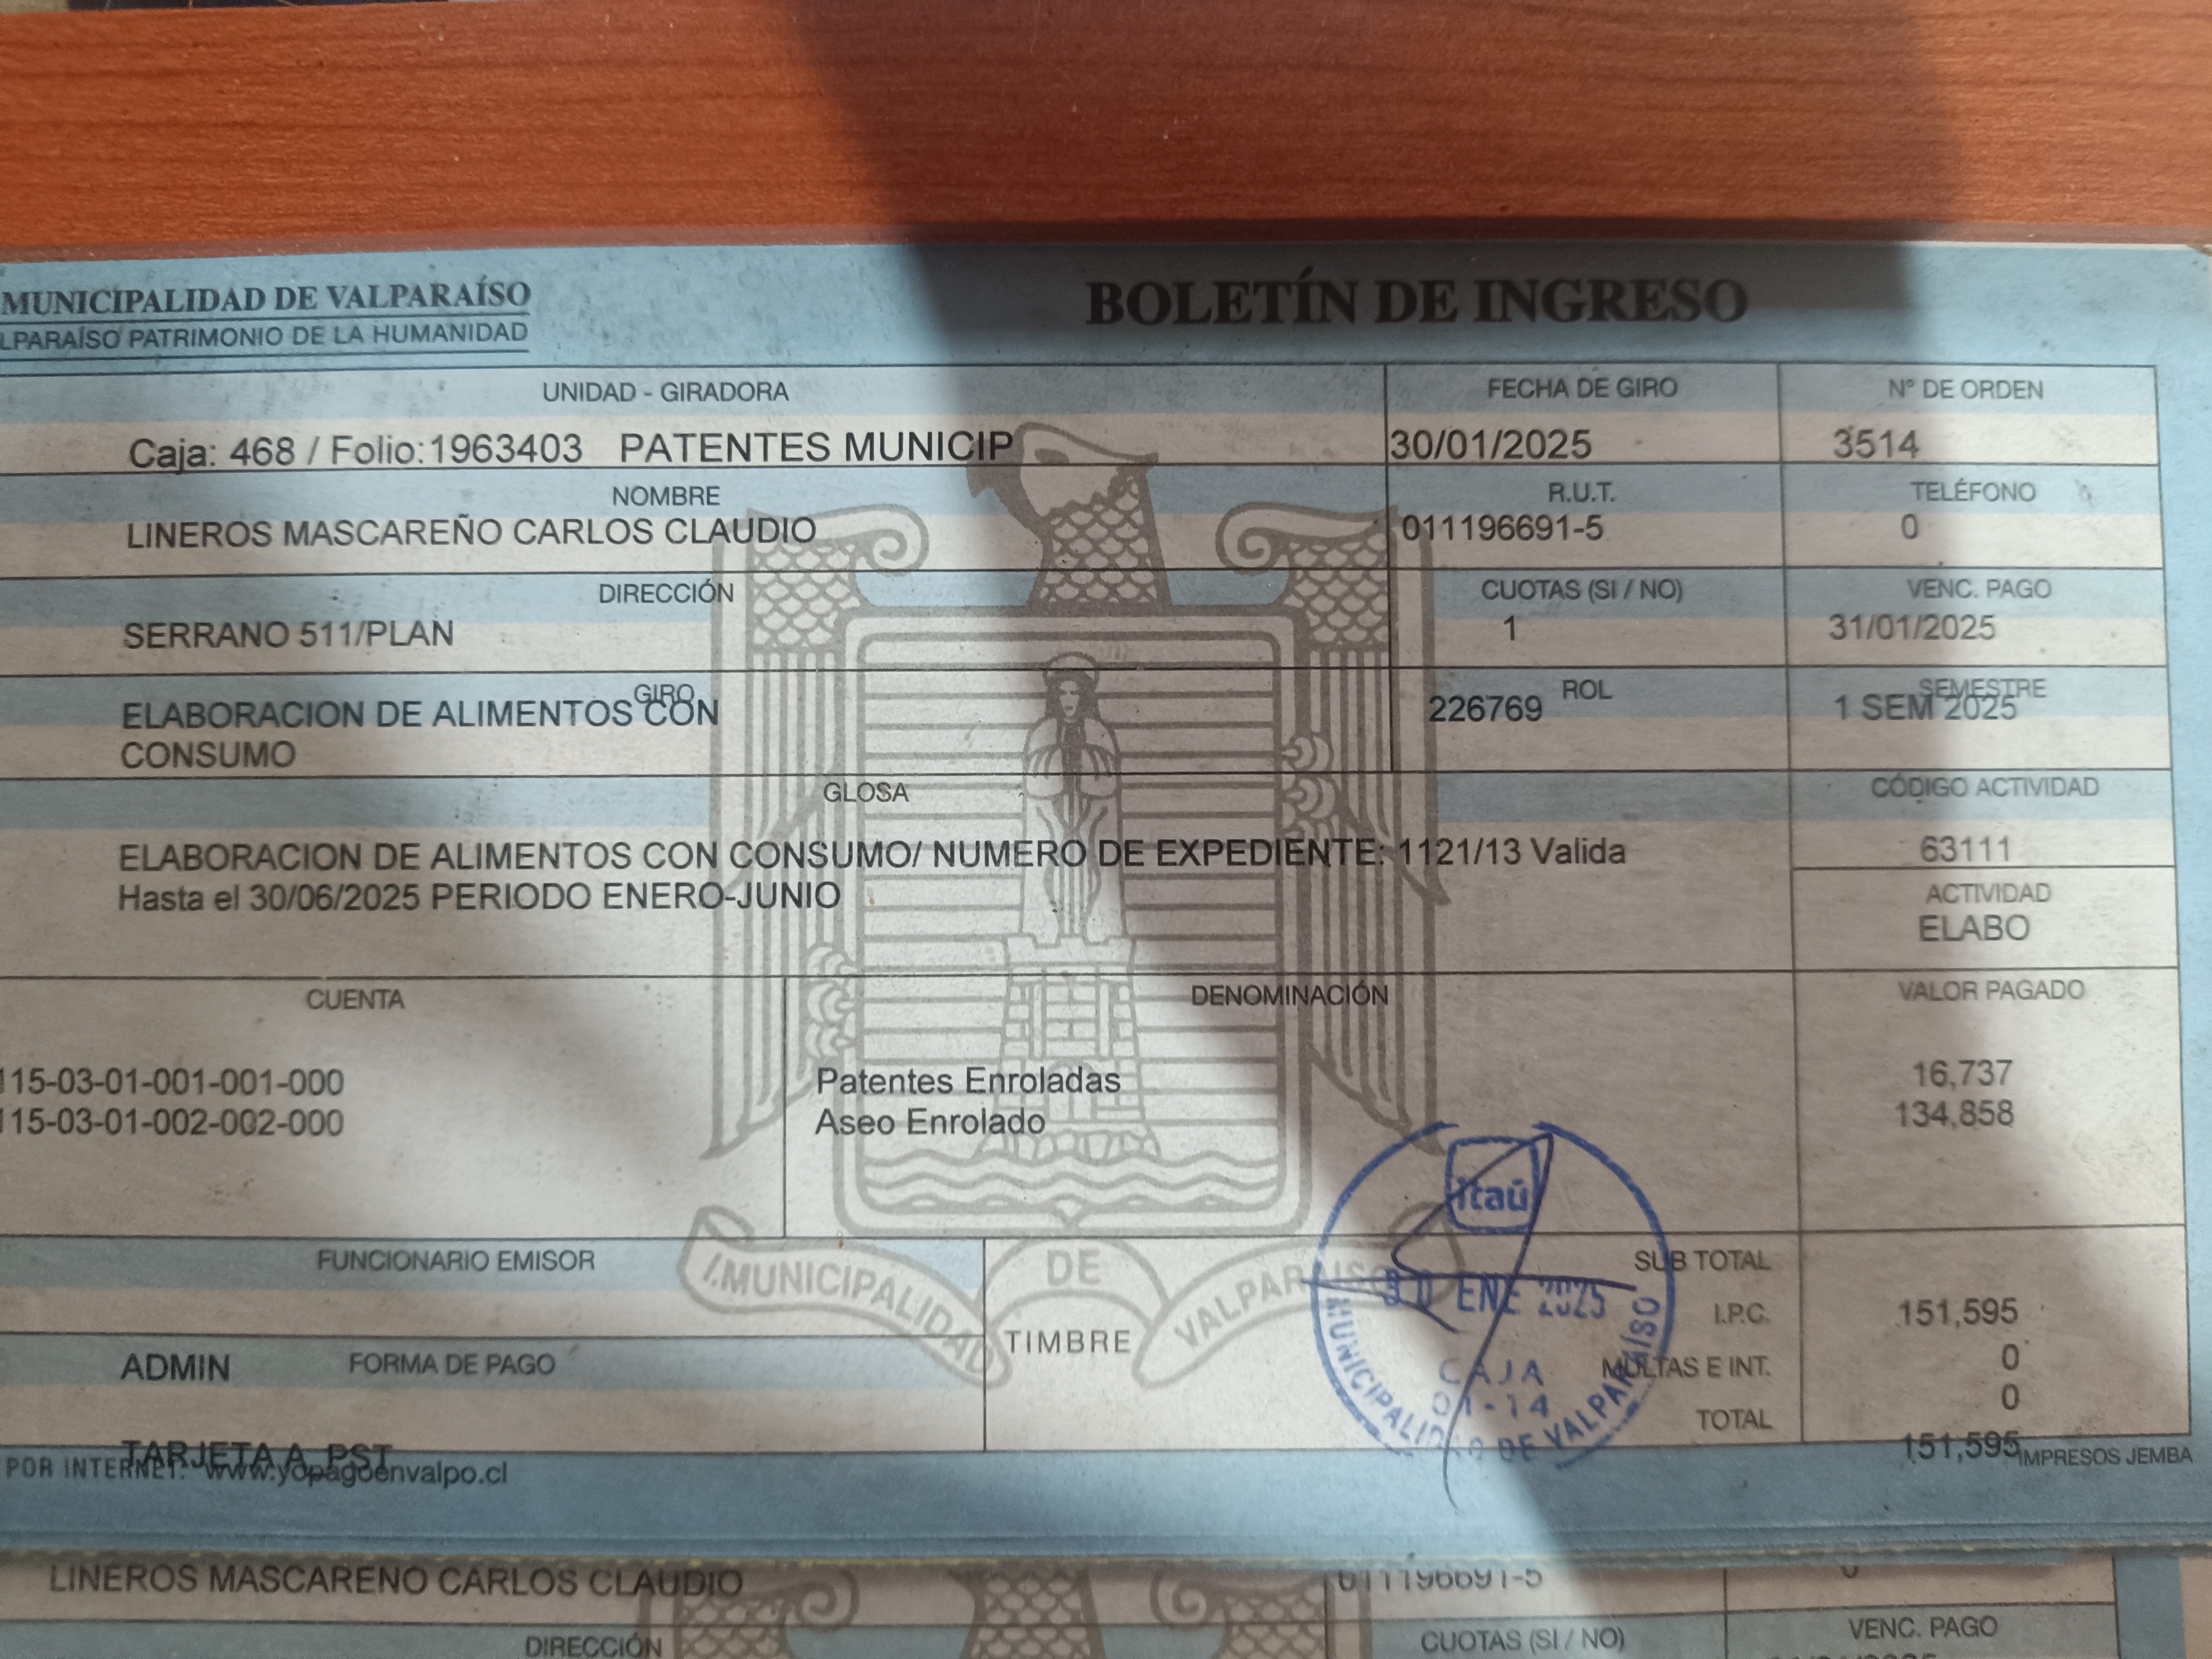 MUNICIPALIDAD DE VALPARAÍSO
LPARAÍSO PATRIMONIO DE LA HUMANIDAD
BOLETÍN DE INGRESO
UNIDAD - GIRADORA
FECHA DE GIRO
N° DE ORDEN
Caja: 468 / Folio:1963403 PATENTES MUNICIP
30/01/2025
3514
NOMBRE
R.U.T.
TELÉFONO
LINEROS MASCAREÑO CARLOS CLAUDIO
011196691-5
0
DIRECCIÓN
CUOTAS (SI / NO)
VENC. PAGO
SERRANO 511/PLAN
1
31/01/2025
GIRO
ROL
SEMESTRE
ELABORACION DE ALIMENTOS CON
CONSUMO
226769
1 SEM 2025
GLOSA
CÓDIGO ACTIVIDAD
ELABORACION DE ALIMENTOS CON CONSUMO/ NUMERO DE EXPEDIENTE: 1121/13 Valida
Hasta el 30/06/2025 PERIODO ENERO-JUNIO
63111
ACTIVIDAD
ELABO
CUENTA
DENOMINACIÓN
VALOR PAGADO
115-03-01-001-001-000
Patentes Enroladas
16,737
115-03-01-002-002-000
Aseo Enrolado
134,858
FUNCIONARIO EMISOR
SUB TOTAL
I.P.C.
151,595
TIMBRE
ADMIN
FORMA DE PAGO
MULTAS E INT.
0
0
TOTAL
TARJETA A PST
151,595
POR INTERNET: www.yopagoenvalpo.cl
IMPRESOS JEMBA
I.MUNICIPALIDAD DE VALPARAISO
itaú
30 ENE 2025
CAJA
01-14
MUNICIPALIDAD DE VALPARAÍSO
LINEROS MASCAREÑO CARLOS CLAUDIO
011196691-5
0
DIRECCIÓN
CUOTAS (SI / NO)
VENC. PAGO